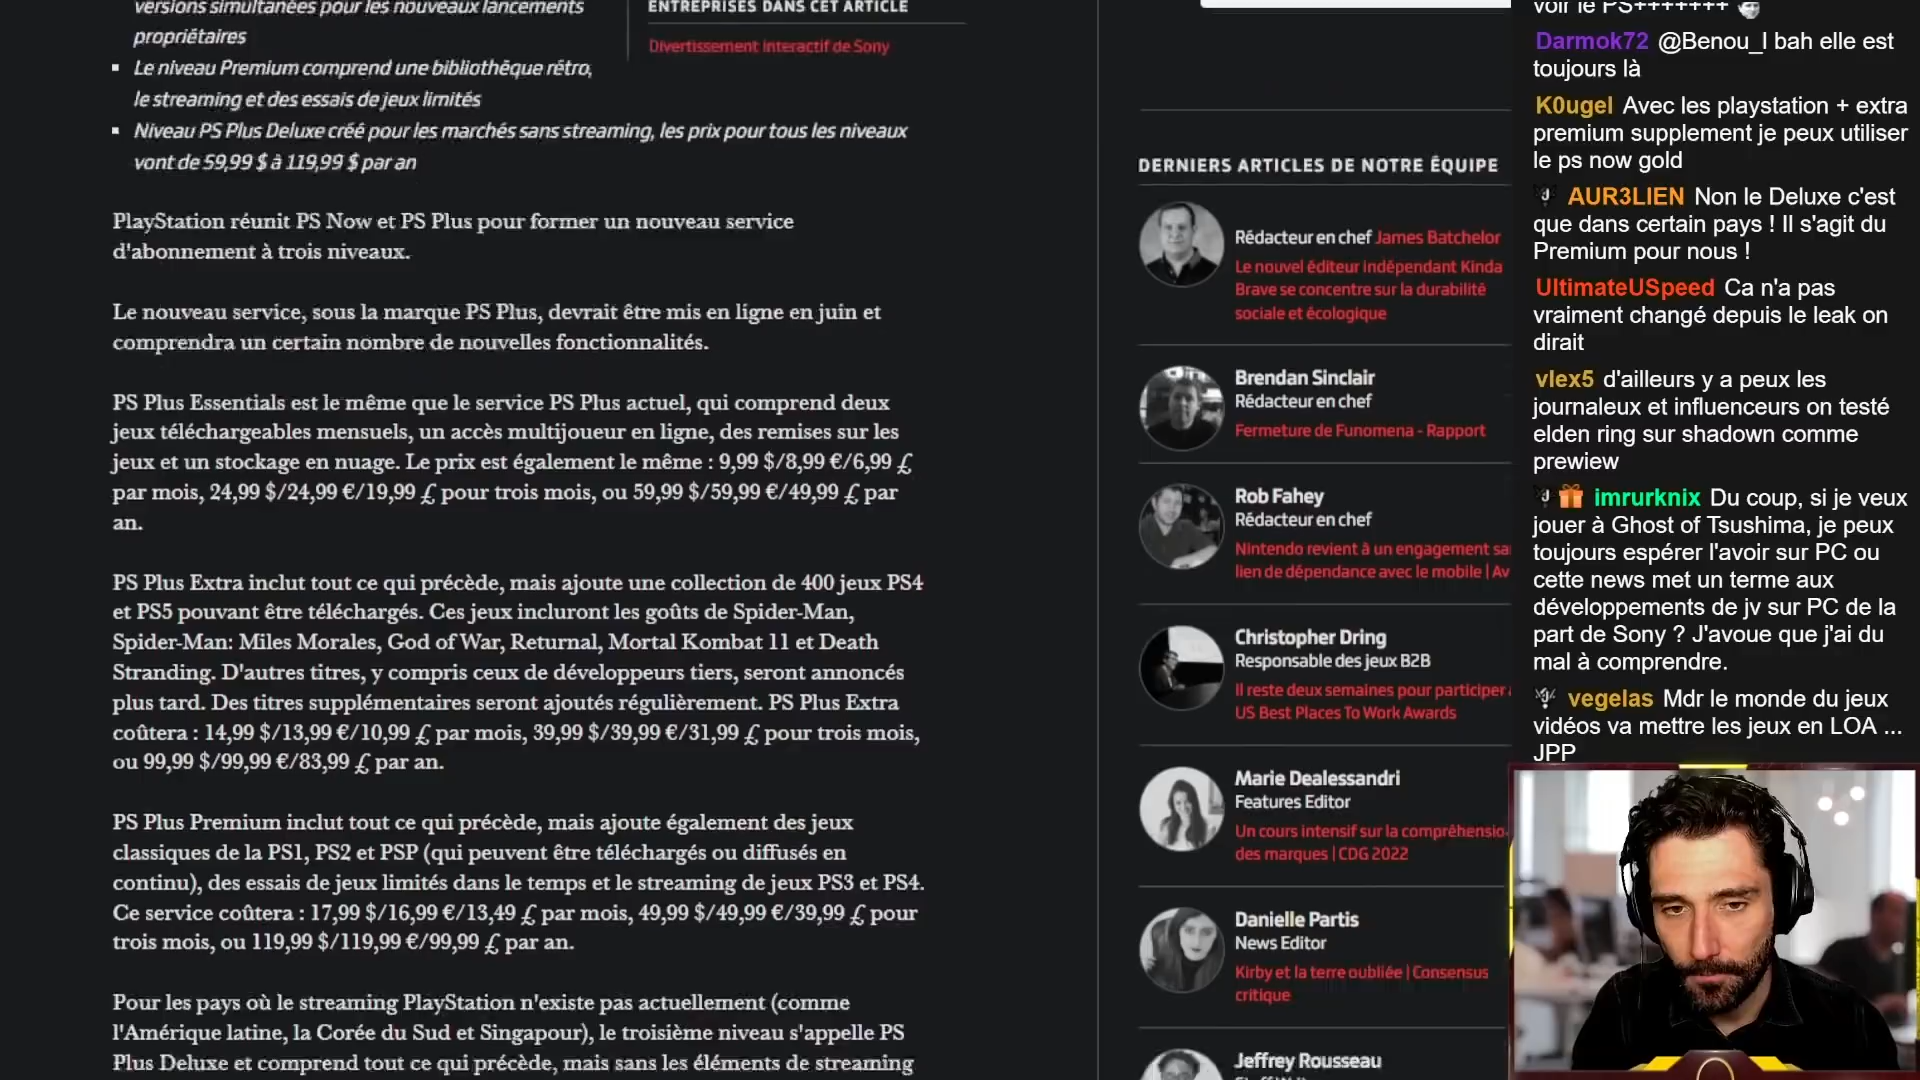 versions simultanées pour les nouveaux lancements
propriétaires
Le niveau Premium comprend une bibliothèque rétro,
le streaming et des essais de jeux limités
Niveau PS Plus Deluxe créé pour les marchés sans streaming, les prix pour tous les niveaux
vont de 59,99 $ à 119,99 $ par an
PlayStation réunit PS Now et PS Plus pour former un nouveau service
d'abonnement à trois niveaux.
Le nouveau service, sous la marque PS Plus, devrait être mis en ligne en juin et
comprendra un certain nombre de nouvelles fonctionnalités.
PS Plus Essentials est le même que le service PS Plus actuel, qui comprend deux
jeux téléchargeables mensuels, un accès multijoueur en ligne, des remises sur les
jeux et un stockage en nuage. Le prix est également le même : 9,99 $/8,99 €/6,99 £
par mois, 24,99 $/24,99 €/19,99 £ pour trois mois, ou 59,99 $/59,99 €/49,99 £ par
an.
PS Plus Extra inclut tout ce qui précède, mais ajoute une collection de 400 jeux PS4
et PS5 pouvant être téléchargés. Ces jeux incluront les goûts de Spider-Man,
Spider-Man: Miles Morales, God of War, Returnal, Mortal Kombat 11 et Death
Stranding. D'autres titres, y compris ceux de développeurs tiers, seront annoncés
plus tard. Des titres supplémentaires seront ajoutés régulièrement. PS Plus Extra
coûtera : 14,99 $/13,99 €/10,99 £ par mois, 39,99 $/39,99 €/31,99 £ pour trois mois,
ou 99,99 $/99,99 €/83,99 £ par an.
PS Plus Premium inclut tout ce qui précède, mais ajoute également des jeux
classiques de la PS1, PS2 et PSP (qui peuvent être téléchargés ou diffusés en
continu), des essais de jeux limités dans le temps et le streaming de jeux PS3 et PS4.
Ce service coûtera : 17,99 $/16,99 €/13,49 £ par mois, 49,99 $/49,99 €/39,99 £ pour
trois mois, ou 119,99 $/119,99 €/99,99 £ par an.
Pour les pays où le streaming PlayStation n'existe pas actuellement (comme
l'Amérique latine, la Corée du Sud et Singapour), le troisième niveau s'appelle PS
Plus Deluxe et comprend tout ce qui précède, mais sans les éléments de streaming
ENTREPRISES DANS CET ARTICLE
Divertissement interactif de Sony
DERNIERS ARTICLES DE NOTRE ÉQUIPE
Rédacteur en chef James Batchelor
Le nouvel éditeur indépendant Kinda
Brave se concentre sur la durabilité
sociale et écologique
Brendan Sinclair
Rédacteur en chef
Fermeture de Funomena - Rapport
Rob Fahey
Rédacteur en chef
Nintendo revient à un engagement sa
lien de dépendance avec le mobile | Av
Christopher Dring
Responsable des jeux B2B
Il reste deux semaines pour participer
US Best Places To Work Awards
Marie Dealessandri
Features Editor
Un cours intensif sur la compréhensio
des marques | CDG 2022
Danielle Partis
News Editor
Kirby et la terre oubliée | Consensus
critique
Jeffrey Rousseau
voir le PS+++++++
Darmok72 @Benou_I bah elle est
toujours là
K0ugel Avec les playstation + extra
premium supplement je peux utiliser
le ps now gold
AUR3LIEN Non le Deluxe c'est
que dans certain pays ! Il s'agit du
Premium pour nous !
UltimateUSpeed Ca n'a pas
vraiment changé depuis le leak on
dirait
vlex5 d'ailleurs y a peux les
journaleux et influenceurs on testé
elden ring sur shadown comme
prewiew
imrurknix Du coup, si je veux
jouer à Ghost of Tsushima, je peux
toujours espérer l'avoir sur PC ou
cette news met un terme aux
développements de jv sur PC de la
part de Sony ? J'avoue que j'ai du
mal à comprendre.
vegelas Mdr le monde du jeux
vidéos va mettre les jeux en LOA ...
JPP